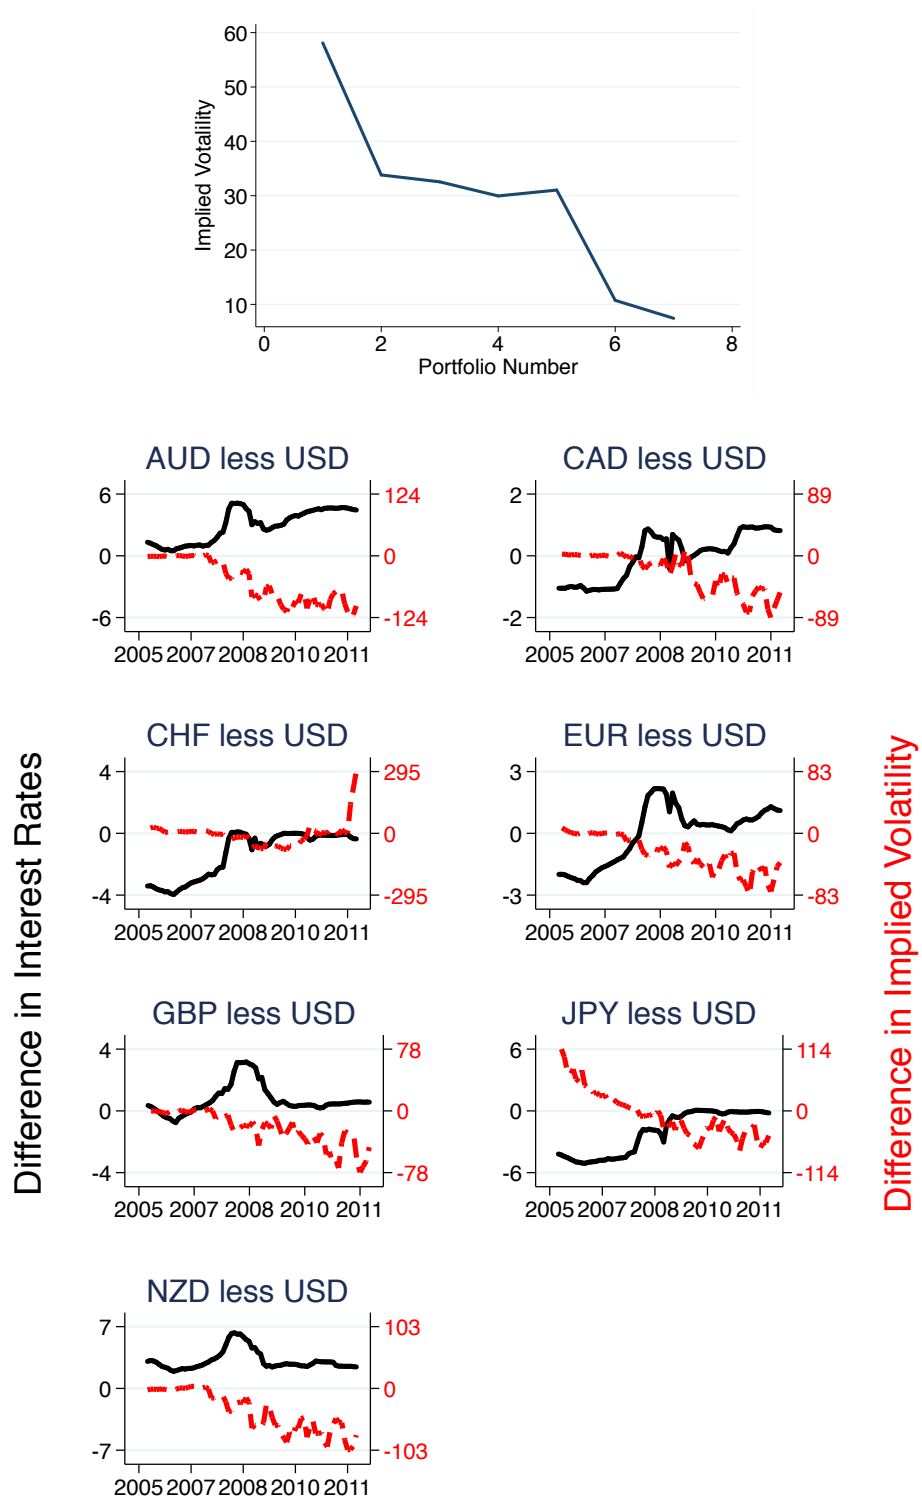 60
50
40
30
20
10
Implied Votalility
0 2 4 6 8
Portfolio Number
Difference in Interest Rates
Difference in Implied Volatility
AUD less USD
6 124
0 0
-6 -124
2005 2007 2008 2010 2011
CAD less USD
2 89
0 0
-2 -89
2005 2007 2008 2010 2011
CHF less USD
4 295
0 0
-4 -295
2005 2007 2008 2010 2011
EUR less USD
3 83
0 0
-3 -83
2005 2007 2008 2010 2011
GBP less USD
4 78
0 0
-4 -78
2005 2007 2008 2010 2011
JPY less USD
6 114
0 0
-6 -114
2005 2007 2008 2010 2011
NZD less USD
7 103
0 0
-7 -103
2005 2007 2008 2010 2011